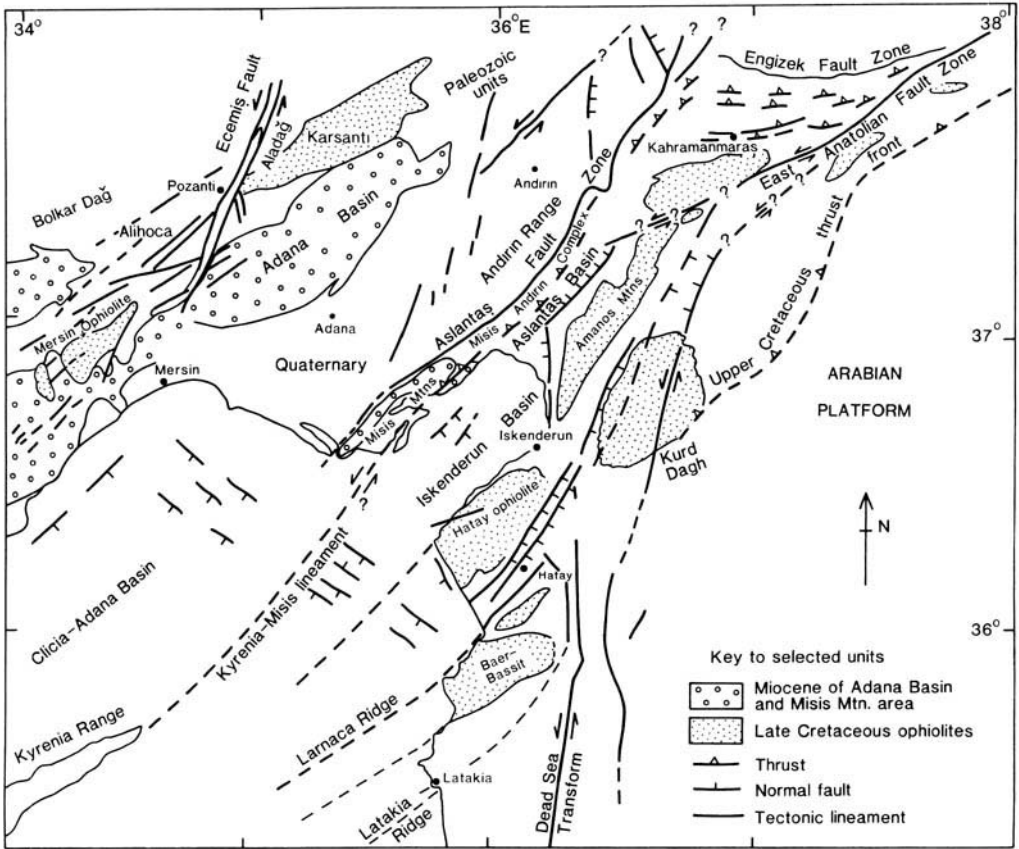 34°
36°E
38°
Ecemiş Fault
Aladağ
Karsantı
Paleozoic
units
?
?
?
Engizek Fault Zone
Fault Zone
East Anatolian
Kahramanmaras
Pozantı
Bolkar Dağ
Alihoca
Andırın
Zone
Adana Basin
Andırın Range
Fault
Aslantaş
Complex
Andırın
Misis
Aslantaş Basin
?
?
?
?
?
front
thrust
Upper Cretaceous
Amanos Mtns
Mersin Ophiolite
Mersin
Adana
Quaternary
37°
Misis Mtns
ARABIAN
PLATFORM
Iskenderun
Iskenderun Basin
Kurd
Dagh
?
Hatay ophiolite
N
Hatay
Clicia-Adana Basin
Kyrenia-Misis lineament
36°
Baer-
Bassit
Kyrenia Range
Larnaca Ridge
Latakia
Latakia
Ridge
Dead Sea
Transform
Key to selected units
Miocene of Adana Basin
and Misis Mtn. area
Late Cretaceous ophiolites
Thrust
Normal fault
Tectonic lineament